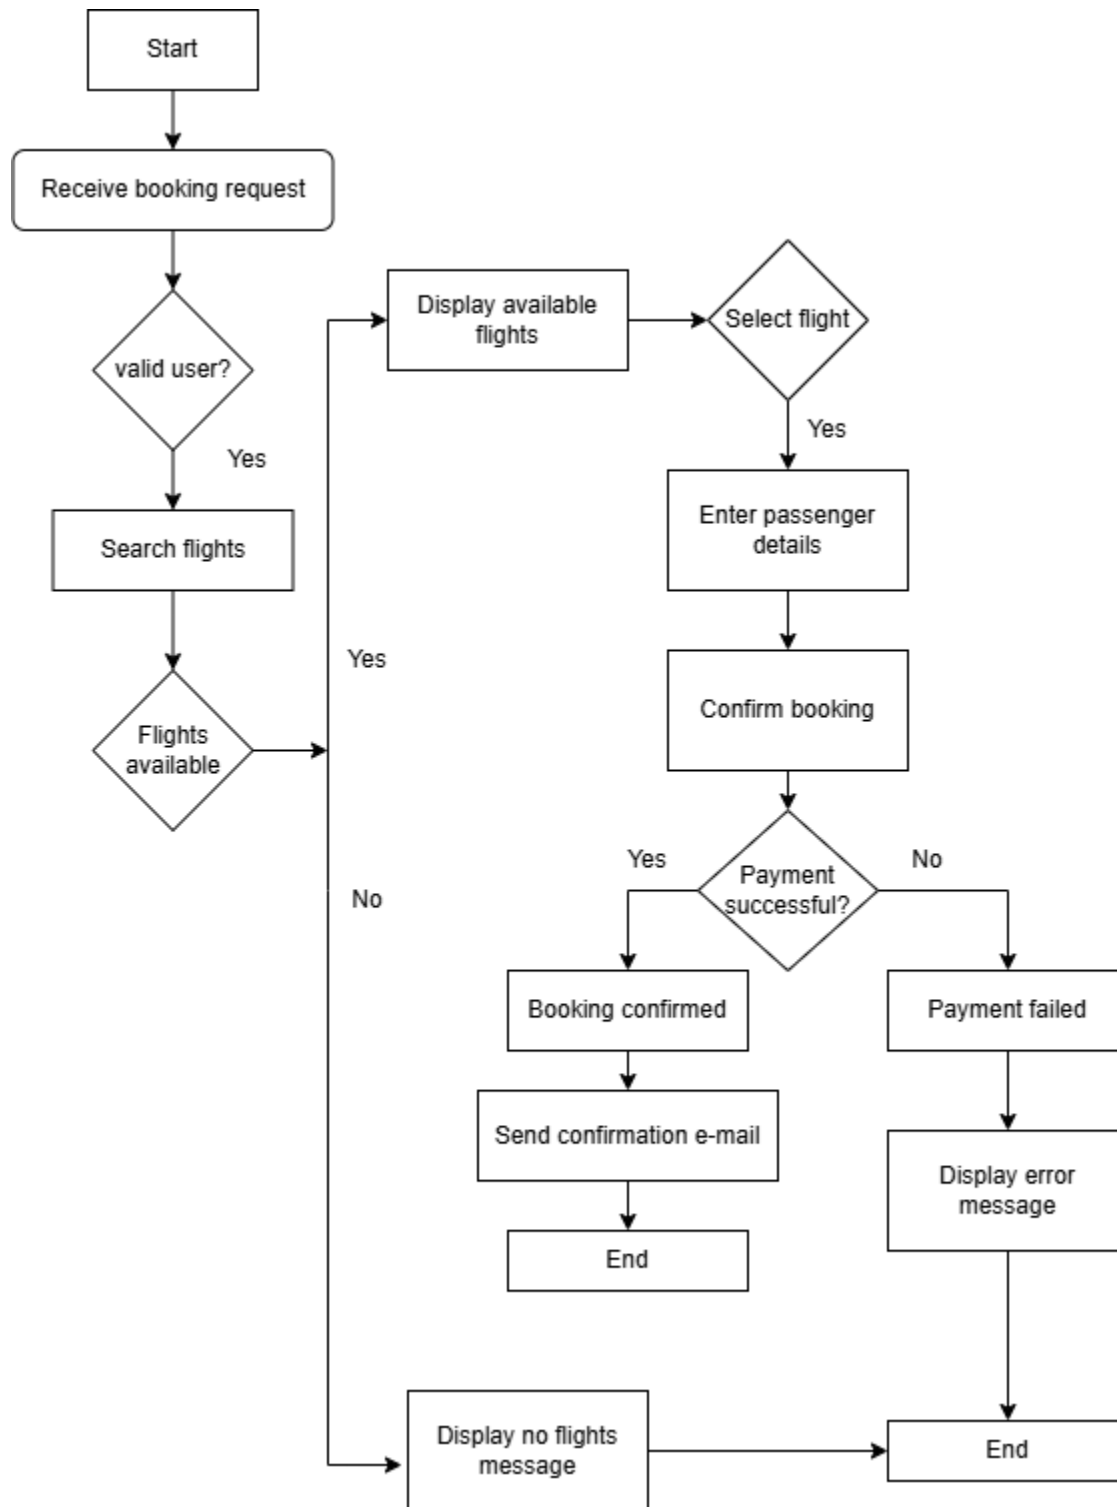 Start
Receive booking request
valid user?
Yes
Search flights
Flights
available
Yes
No
Display available
flights
Select flight
Yes
Enter passenger
details
Confirm booking
Payment
successful?
Yes
No
Booking confirmed
Send confirmation e-mail
End
Payment failed
Display error
message
Display no flights
message
End